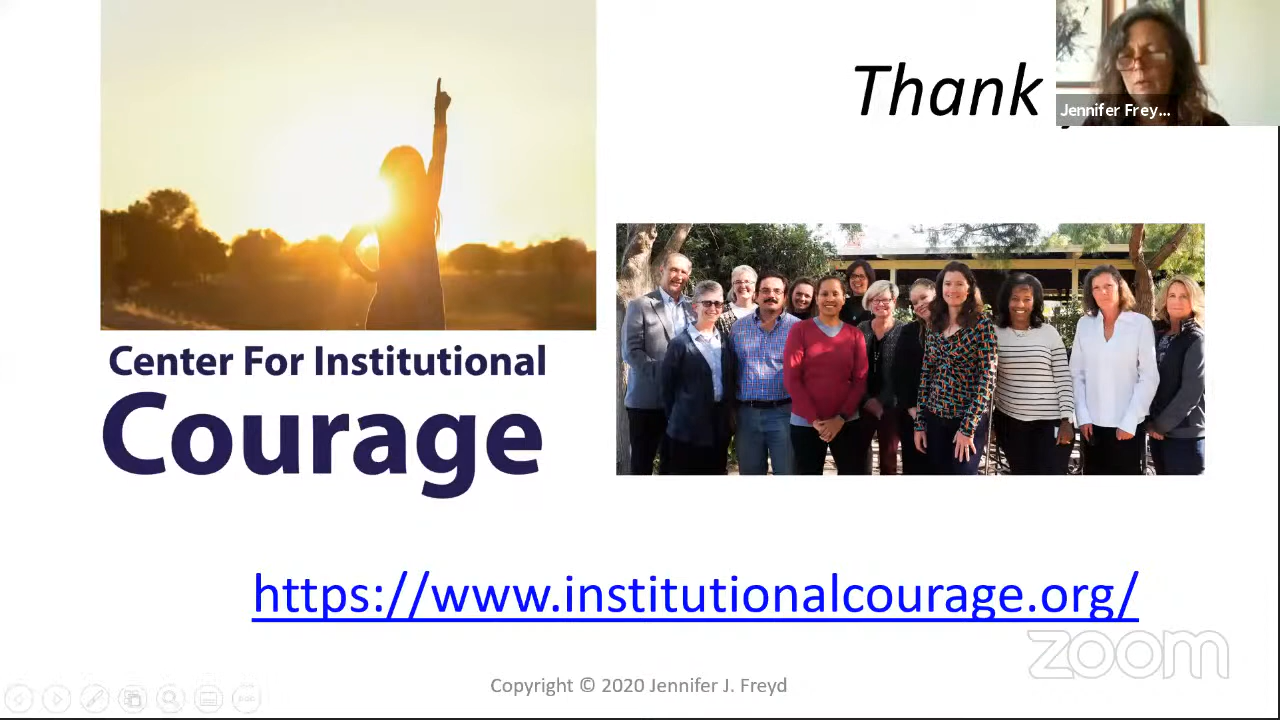 Thank
Jennifer Frey...
Center For Institutional
Courage
https://www.institutionalcourage.org/
zoom
Copyright © 2020 Jennifer J. Freyd